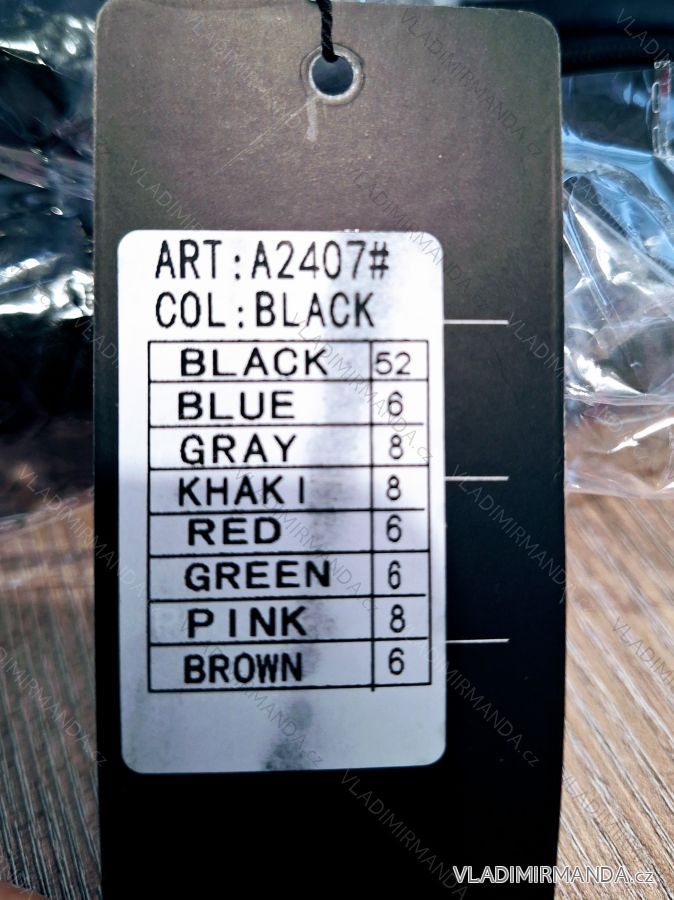 ART:A2407#
COL:BLACK
BLACK 52
BLUE 6
GRAY 8
KHAKI 8
RED 6
GREEN 6
PINK 8
BROWN 6
VLADIMIRMANDA.cz